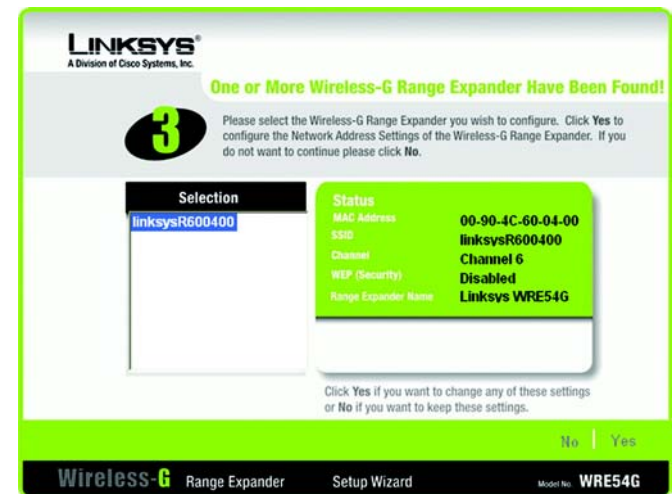 LINKSYS®
A Division of Cisco Systems, Inc.
One or More Wireless-G Range Expander Have Been Found!
3
Please select the Wireless-G Range Expander you wish to configure. Click Yes to
configure the Network Address Settings of the Wireless-G Range Expander. If you
do not want to continue please click No.
Selection
linksysR600400
Status
MAC Address 00-90-4C-60-04-00
SSID linksysR600400
Channel Channel 6
WEP (Security) Disabled
Range Expander Name Linksys WRE54G
Click Yes if you want to change any of these settings
or No if you want to keep these settings.
No Yes
Wireless-G Range Expander Setup Wizard Model No. WRE54G